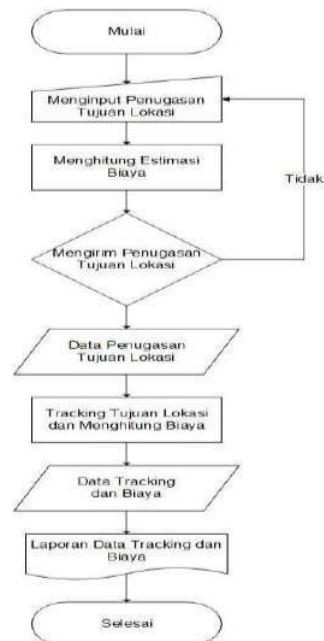 Mulai
Menginput Penugasan
Tujuan Lokasi
Menghitung Estimasi
Biaya
Tidak
Mengirim Penugasan
Tujuan Lokasi
Data Penugasan
Tujuan Lokasi
Tracking Tujuan Lokasi
dan Menghitung Biaya
Data Tracking
dan Biaya
Laporan Data Tracking dan
Biaya
Selesai